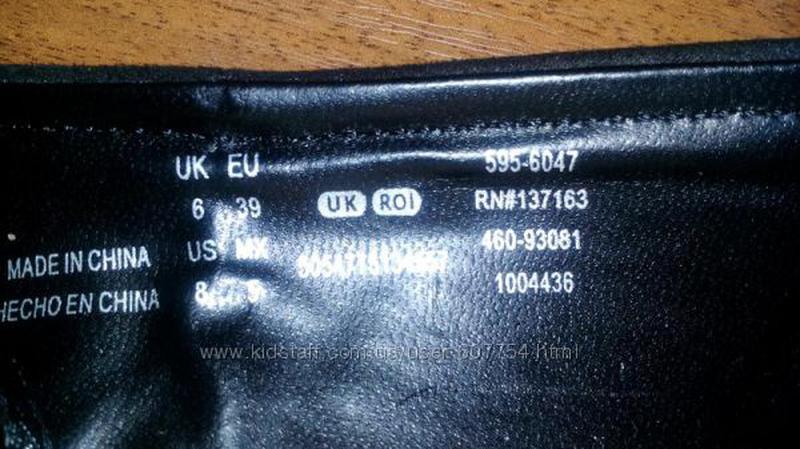 UK EU
6 39
US MX
8
MADE IN CHINA
HECHO EN CHINA
UK ROI
595-6047
RN#137163
460-93081
1004436